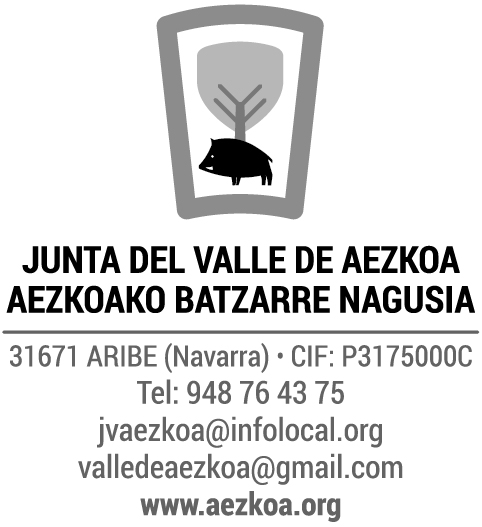 JUNTA DEL VALLE DE AEZKOA
AEZKOAKO BATZARRE NAGUSIA
31671 ARIBE (Navarra) • CIF: P3175000C
Tel: 948 76 43 75
jvaezkoa@infolocal.org
valledeaezkoa@gmail.com
www.aezkoa.org